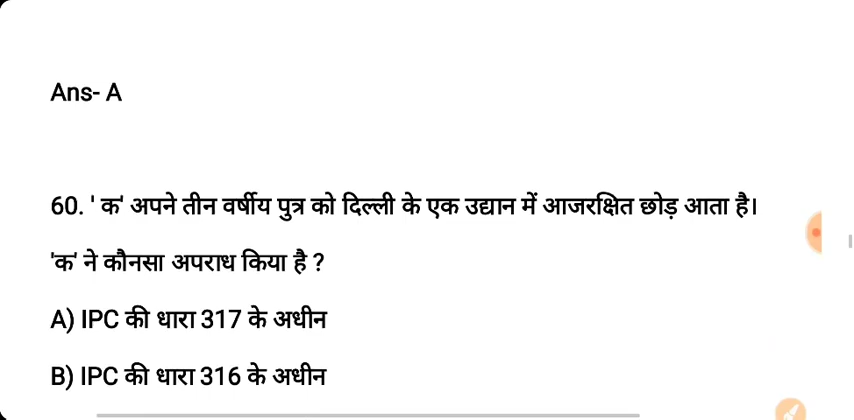 Ans- A
60. ' क' अपने तीन वर्षीय पुत्र को दिल्ली के एक उद्यान में आजरक्षित छोड़ आता है।
'क' ने कौनसा अपराध किया है ?
A) IPC की धारा 317 के अधीन
B) IPC की धारा 316 के अधीन